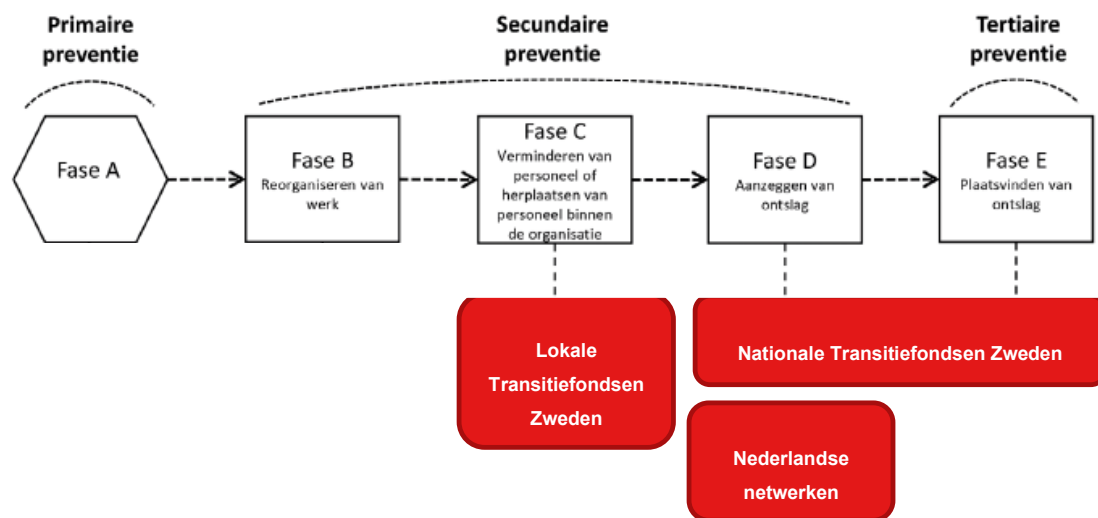 Primaire
preventie
Secundaire
preventie
Tertiaire
preventie
Fase A
Fase B
Reorganiseren van
werk
Fase C
Verminderen van
personeel of
herplaatsen van
personeel binnen
de organisatie
Fase D
Aanzeggen van
ontslag
Fase E
Plaatsvinden van
ontslag
Lokale
Transitiefondsen
Zweden
Nationale Transitiefondsen Zweden
Nederlandse
netwerken